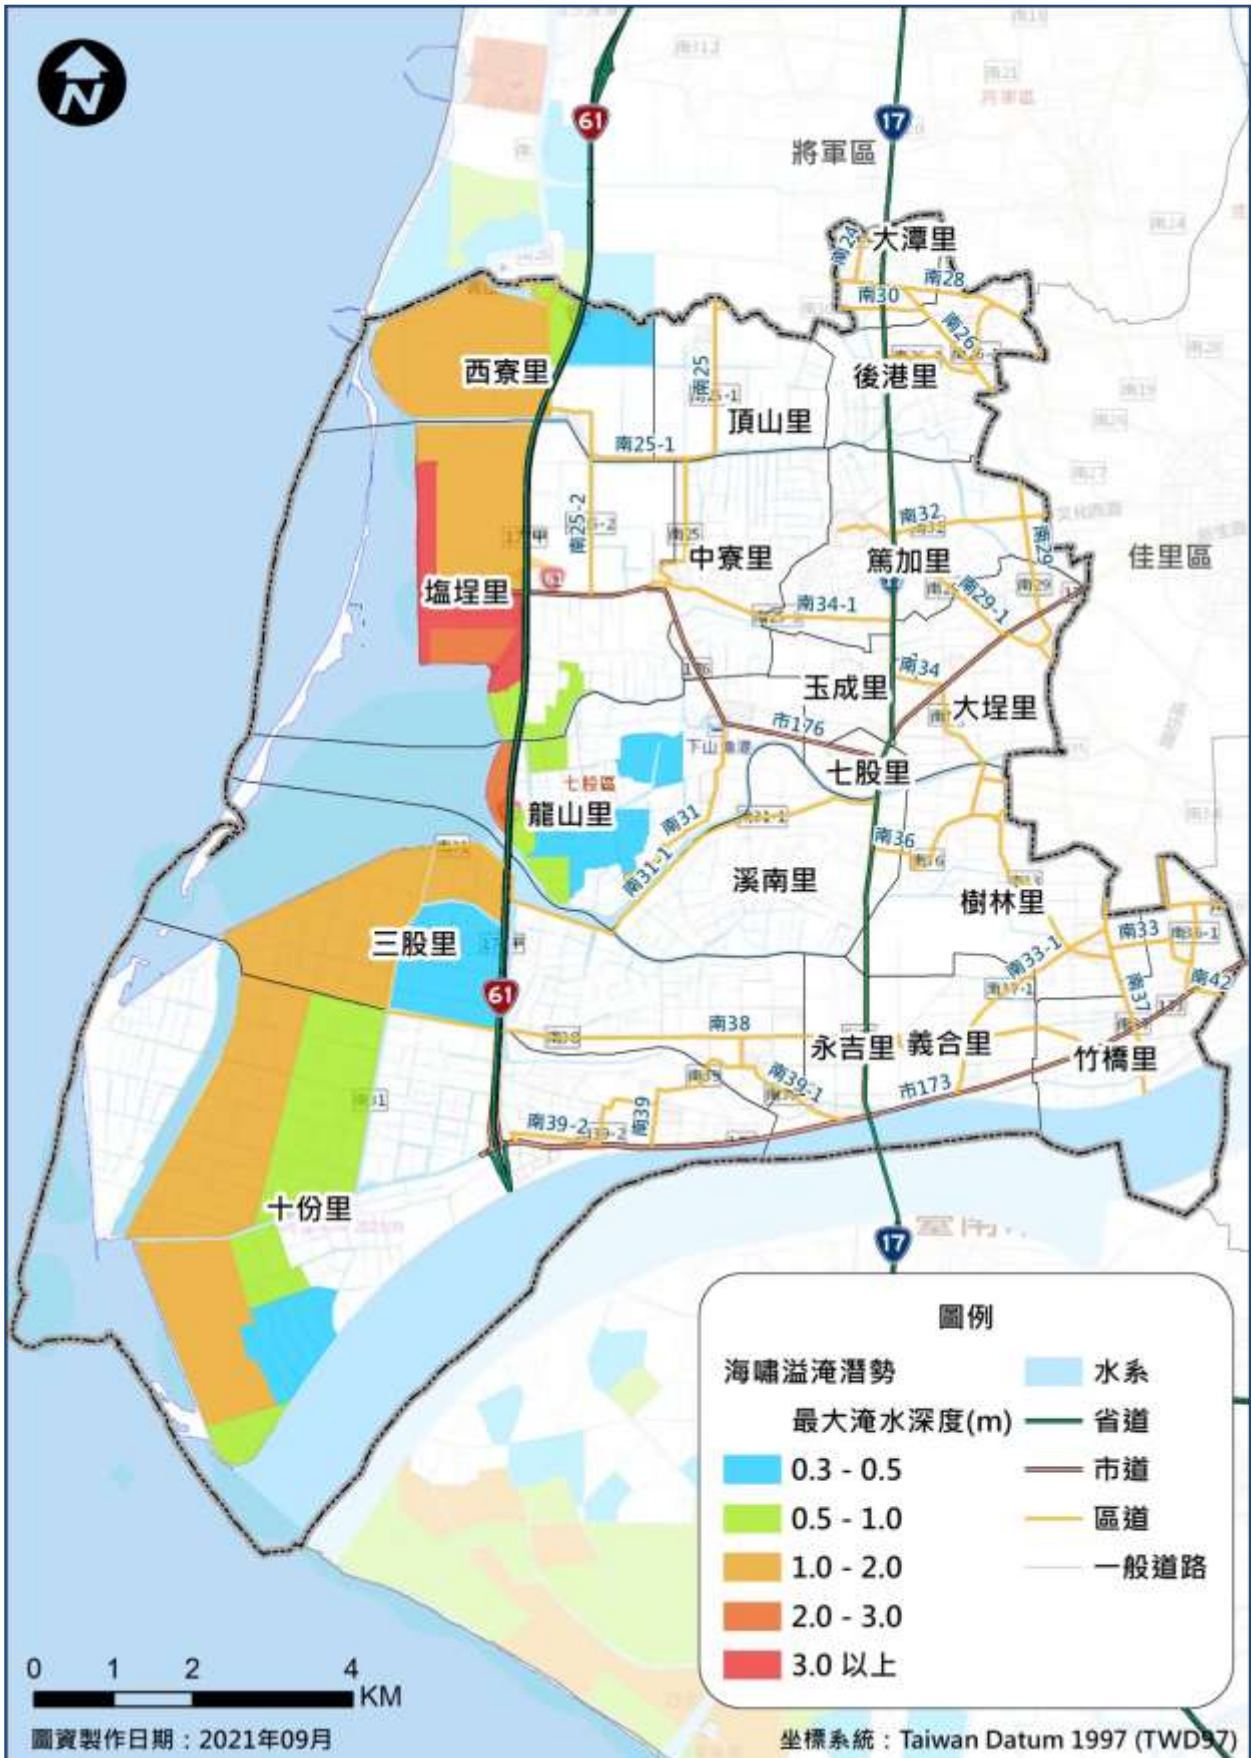 N
61
17
將軍區
大潭里
南24
南28
南30
南26
西寮里
後港里
南25
頂山里
南25-1
南25-2
南32
中寮里
篤加里
南29
佳里區
塩埕里
南29-1
南34-1
南34
玉成里
大埕里
市176
下山漁港
七股里
七股區
龍山里
南31
南31-1
南36
溪南里
樹林里
三股里
南33
南33-1
南37
南42
61
南38
永吉里
義合里
竹橋里
南39-1
市173
南39
南39-2
十份里
17
圖例
海嘯溢淹潛勢
最大淹水深度(m)
0.3 - 0.5
0.5 - 1.0
1.0 - 2.0
2.0 - 3.0
3.0 以上
水系
省道
市道
區道
一般道路
0 1 2 4
KM
圖資製作日期：2021年09月
坐標系統：Taiwan Datum 1997 (TWD97)